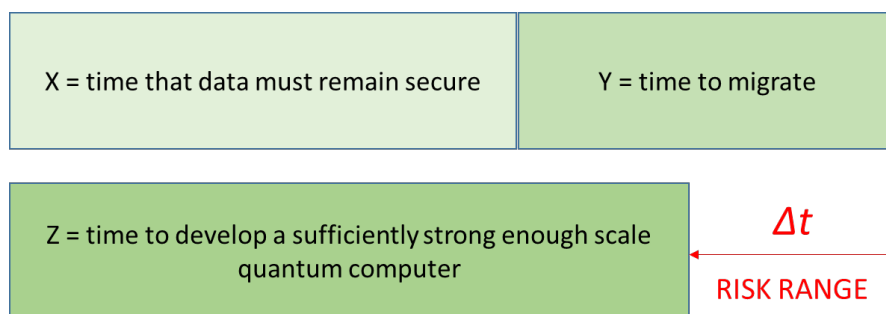 X = time that data must remain secure
Y = time to migrate
Z = time to develop a sufficiently strong enough scale
quantum computer
Δt
RISK RANGE